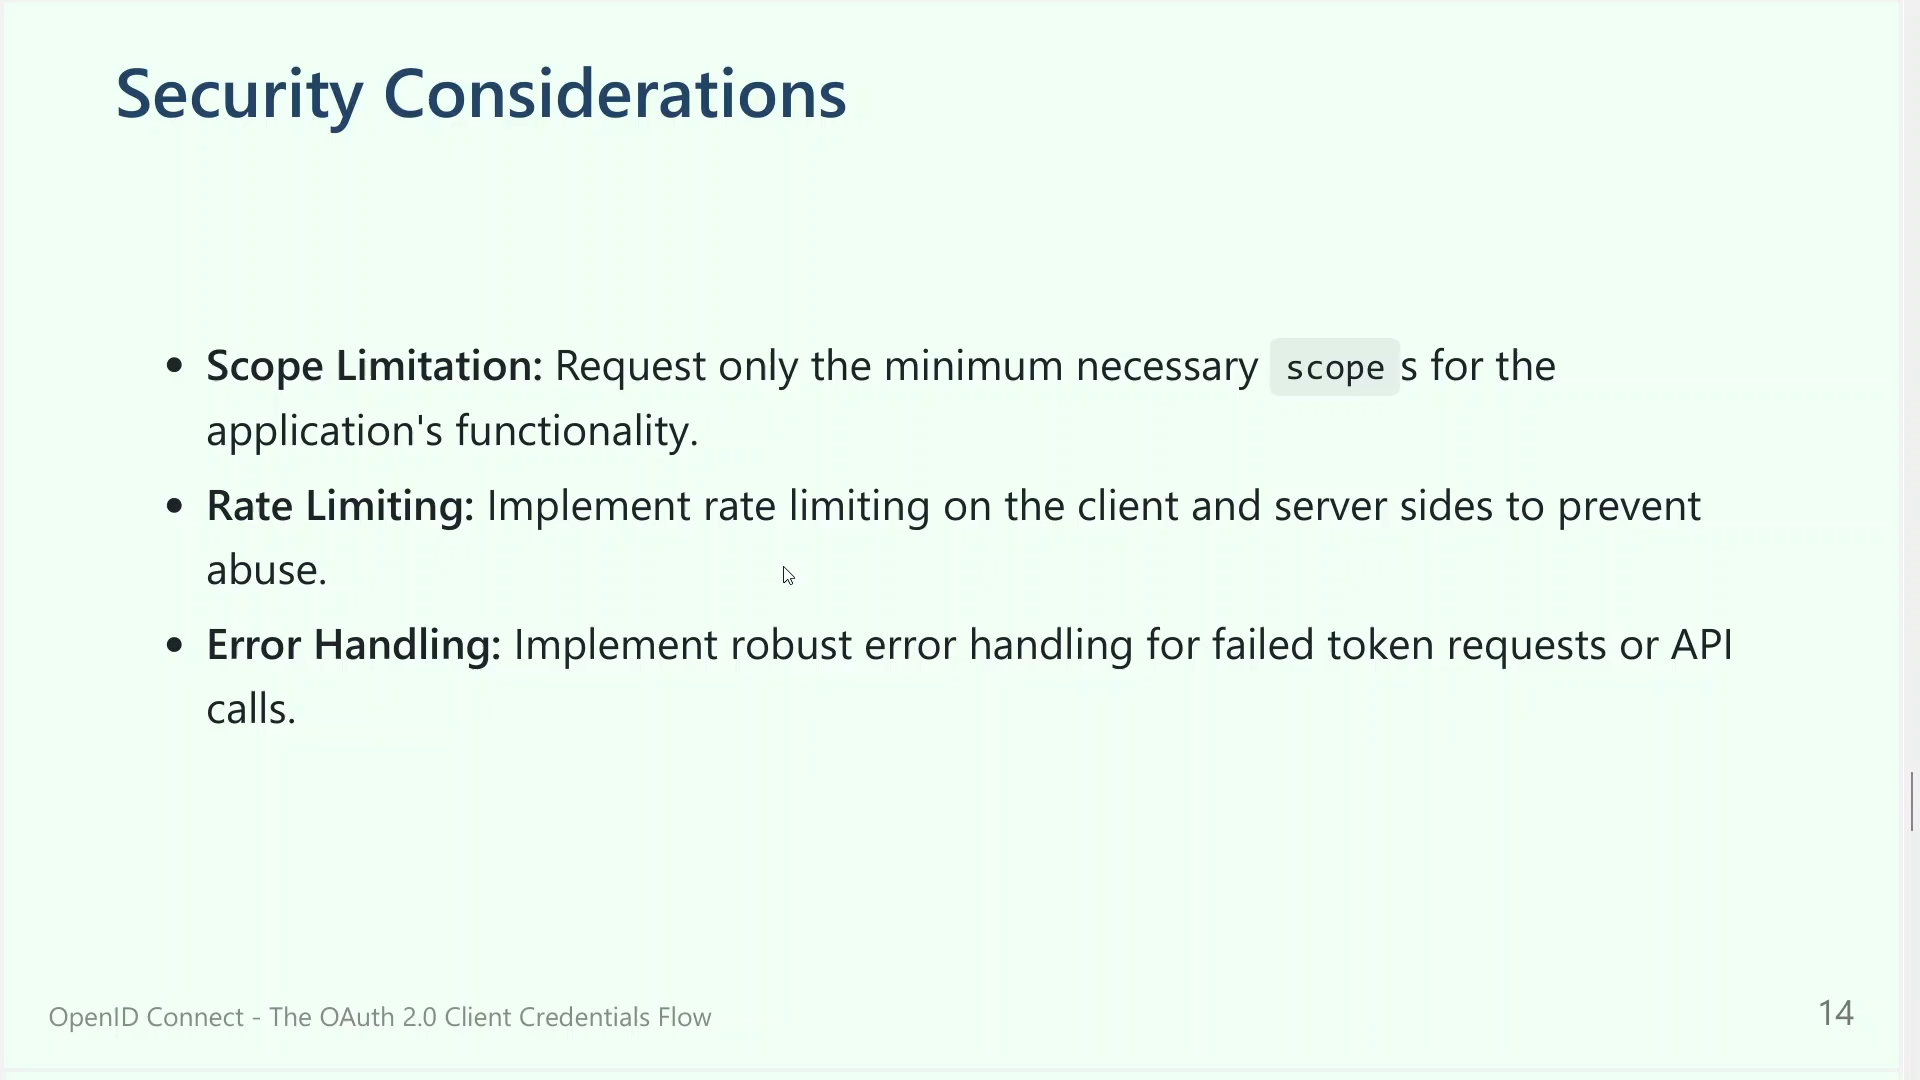 Security Considerations
• Scope Limitation: Request only the minimum necessary scope s for the
application's functionality.
• Rate Limiting: Implement rate limiting on the client and server sides to prevent
abuse.
• Error Handling: Implement robust error handling for failed token requests or API
calls.
OpenID Connect - The OAuth 2.0 Client Credentials Flow
14